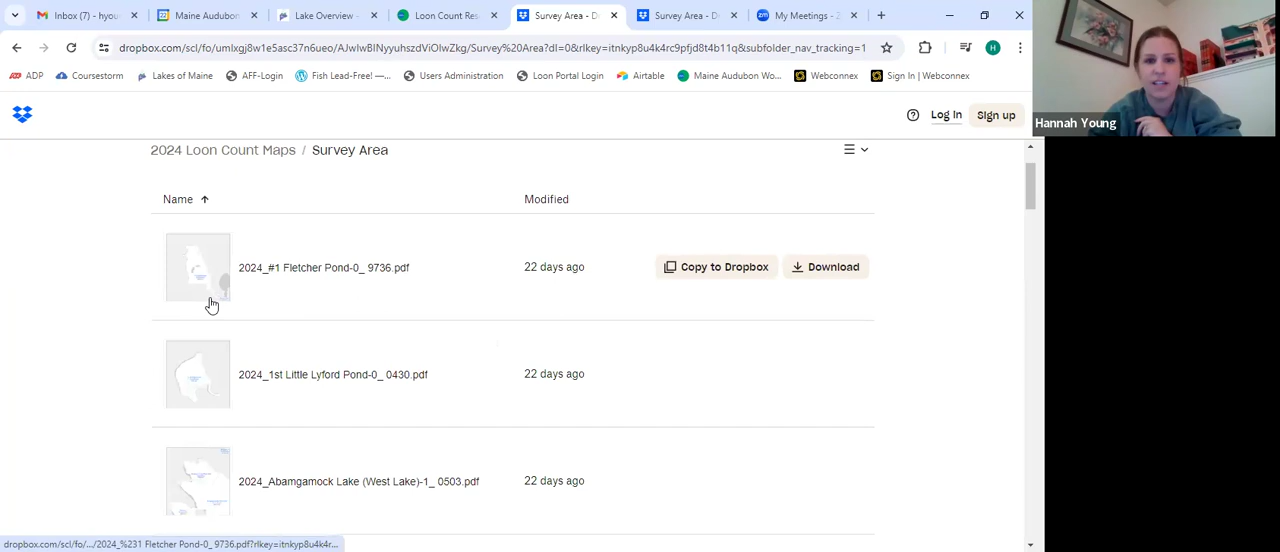 Inbox (7) - hyou
Maine Audubon
Lake Overview -
Loon Count Res
Survey Area - D
Survey Area - D
My Meetings - Z
dropbox.com/scl/fo/umlxgj8w1e5asc37n6ueo/AJwIwBlNyyuhszdViOlwZkg/Survey%20Area?dl=0&rlkey=itnkyp8u4k4rc9pfjd8t4b11q&subfolder_nav_tracking=1
ADP
Coursestorm
Lakes of Maine
AFF-Login
Fish Lead-Free! —...
Users Administration
Loon Portal Login
Airtable
Maine Audubon Wo...
Webconnex
Sign In | Webconnex
Log in
Sign up
Hannah Young
2024 Loon Count Maps / Survey Area
Name
Modified
2024_#1 Fletcher Pond-0_ 9736.pdf
22 days ago
Copy to Dropbox
Download
2024_1st Little Lyford Pond-0_ 0430.pdf
22 days ago
2024_Abamgamock Lake (West Lake)-1_ 0503.pdf
22 days ago
dropbox.com/scl/fo/.../2024_%231 Fletcher Pond-0_ 9736.pdf?rlkey=itnkyp8u4k4r...